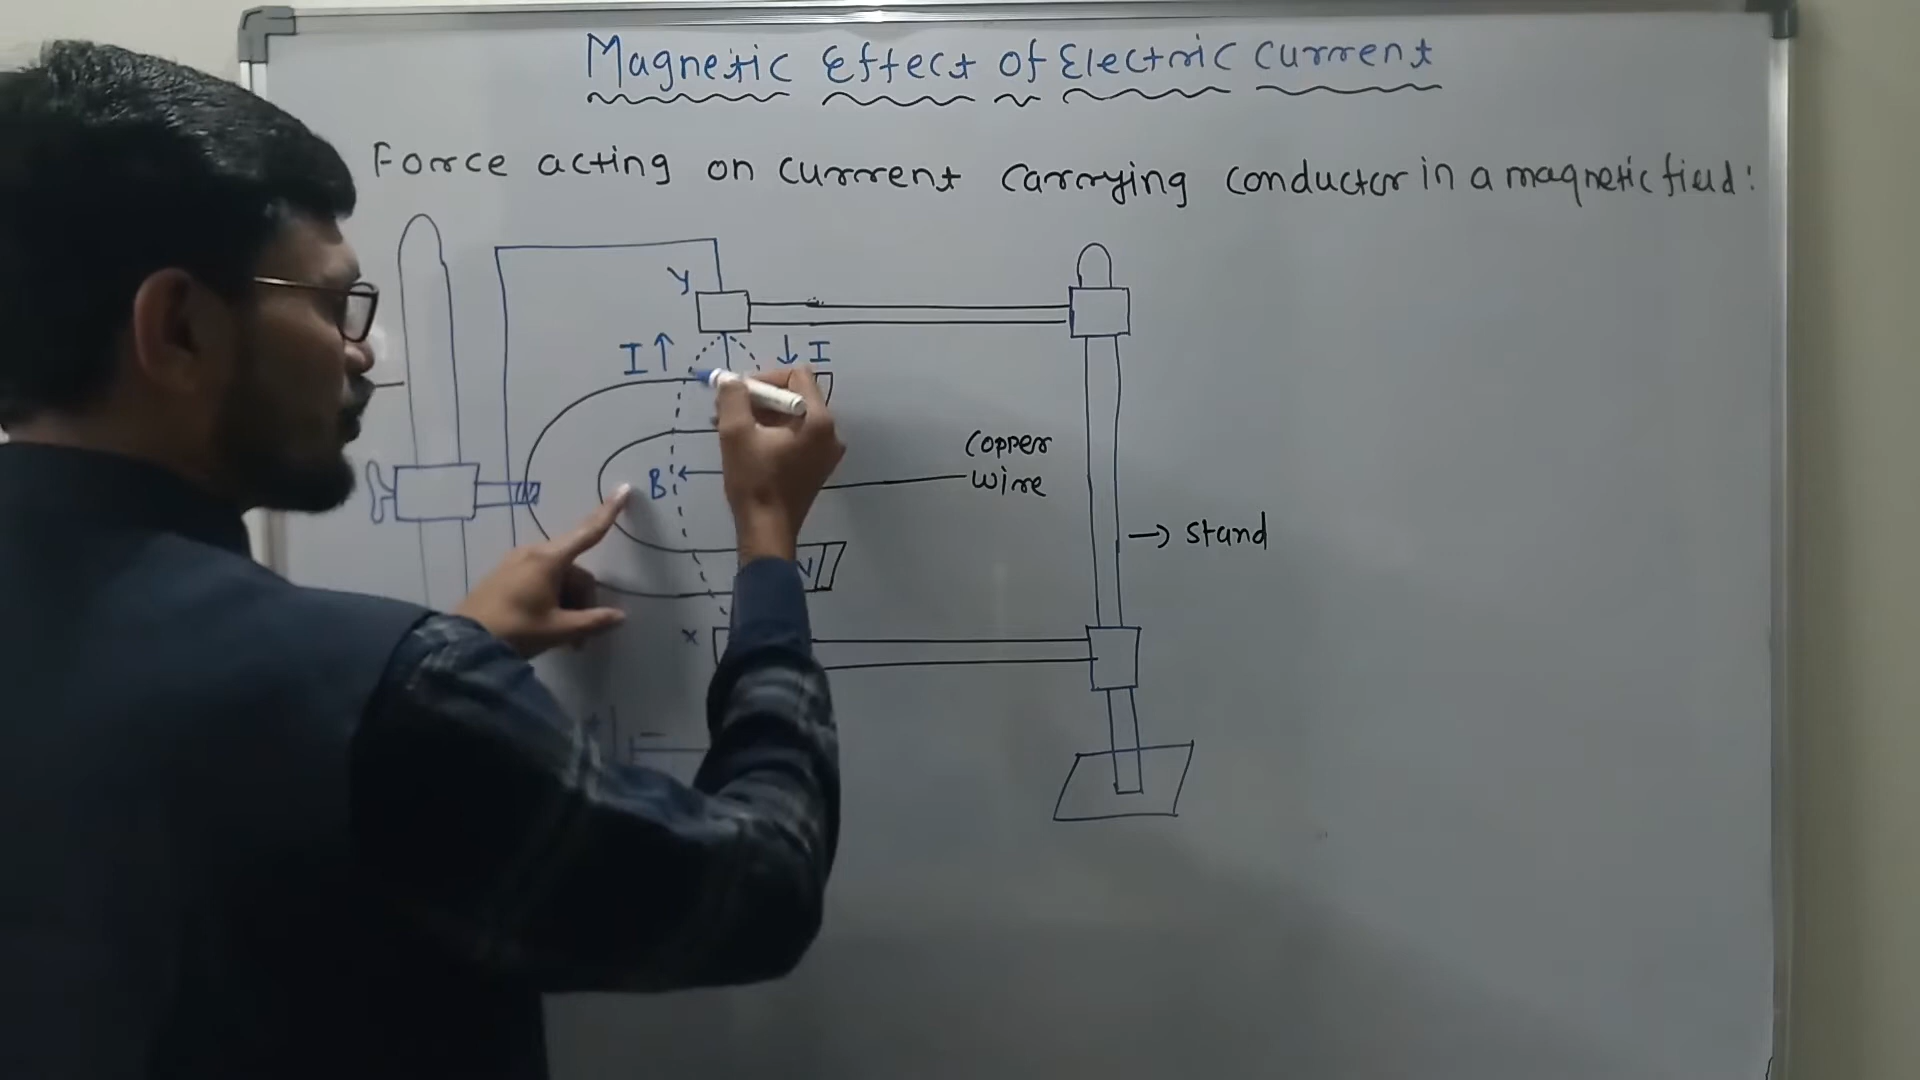 Magnetic Effect of Electric Current
Force acting on current carrying conductor in a magnetic field:
Y
I ↑ ↓ I
Copper
B ← wire
→ stand
N
X
+ -